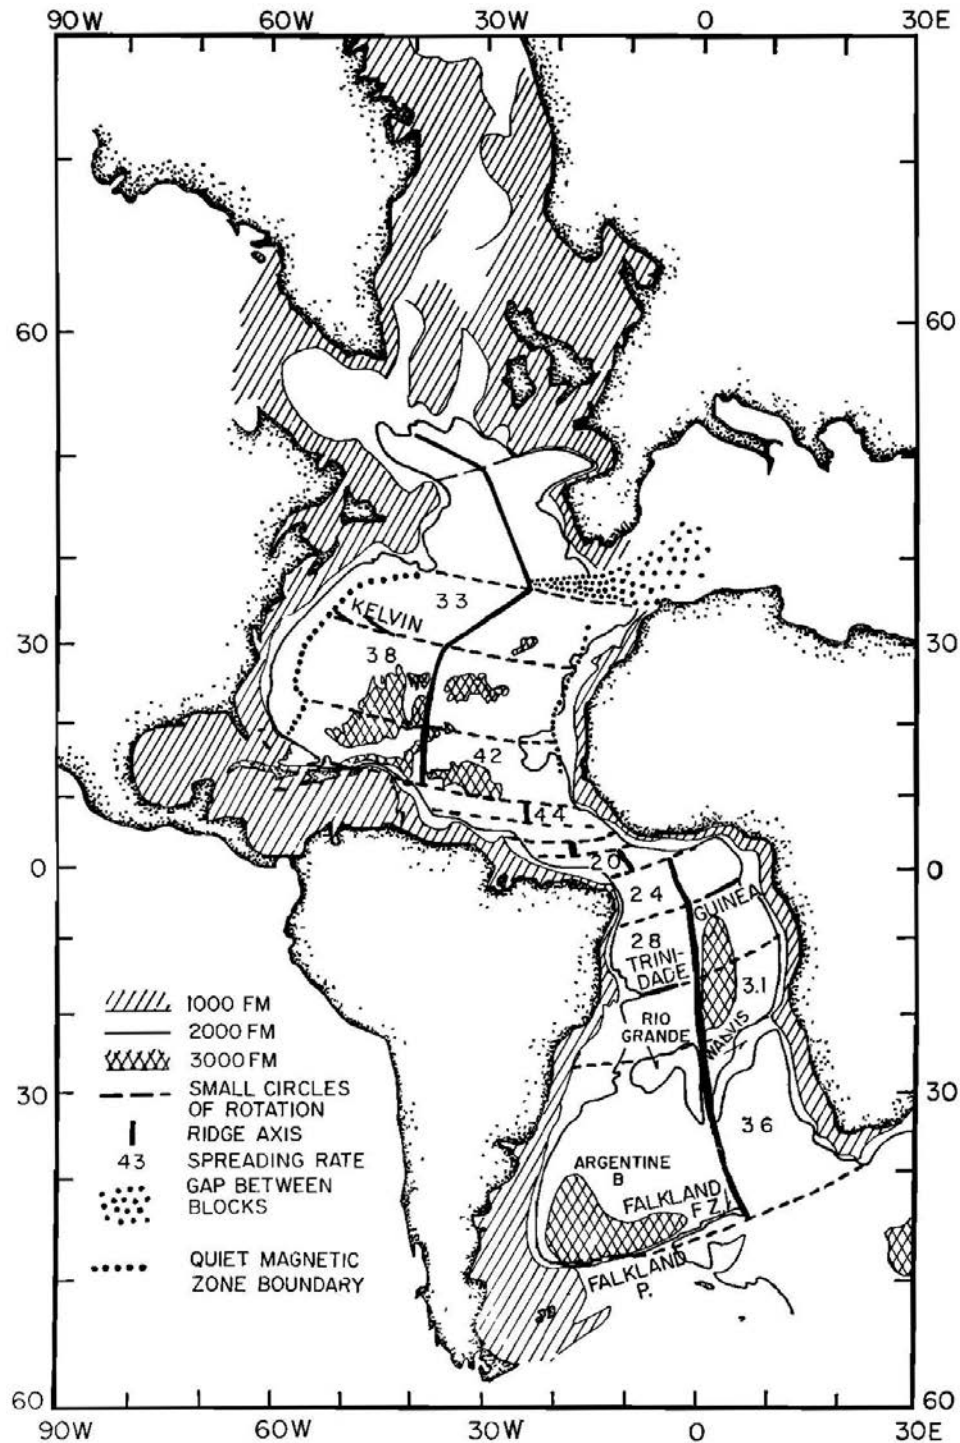 90W 30W 0 30E
60 60
33
KELVIN
30 38 30
42
44
0 20 0
24
GUINEA
28
TRINI-
DADE
3.1
1000 FM
2000 FM
RIO
GRANDE
WALVIS
3000 FM
30 SMALL CIRCLES 30
OF ROTATION
RIDGE AXIS
36
43 SPREADING RATE
GAP BETWEEN
BLOCKS
ARGENTINE
B
FALKLAND
F Z
QUIET MAGNETIC
ZONE BOUNDARY
FALKLAND
P.
60 60
90W 60W 30W 0 30E